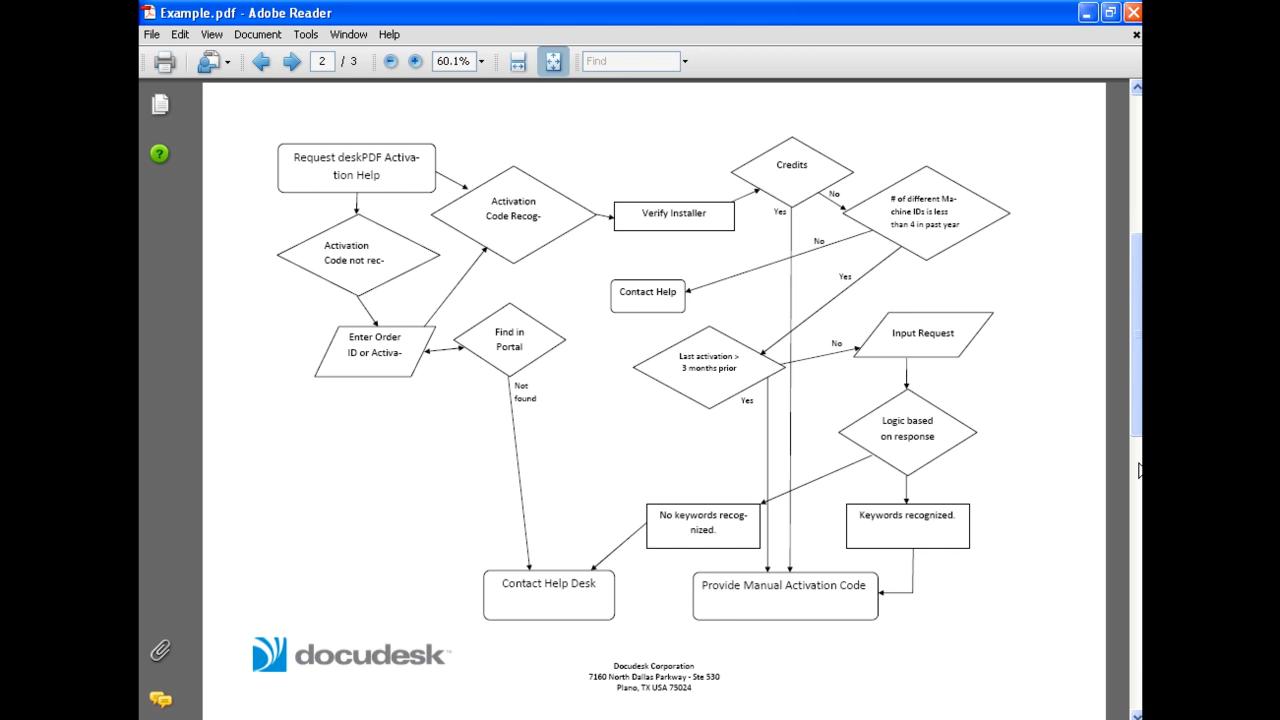 Example.pdf - Adobe Reader
File Edit View Document Tools Window Help
2 / 3 60.1% Find
Request deskPDF Activa-
tion Help
Activation
Code Recog-
Activation
Code not rec-
Enter Order
ID or Activa-
Find in
Portal
Not
found
Verify Installer
Credits
No
Yes
# of different Ma-
chine IDs is less
than 4 in past year
No
Yes
Contact Help
Last activation >
3 months prior
No
Yes
Input Request
Logic based
on response
No keywords recog-
nized.
Keywords recognized.
Contact Help Desk
Provide Manual Activation Code
docudesk™
Docudesk Corporation
7160 North Dallas Parkway - Ste 530
Plano, TX USA 75024